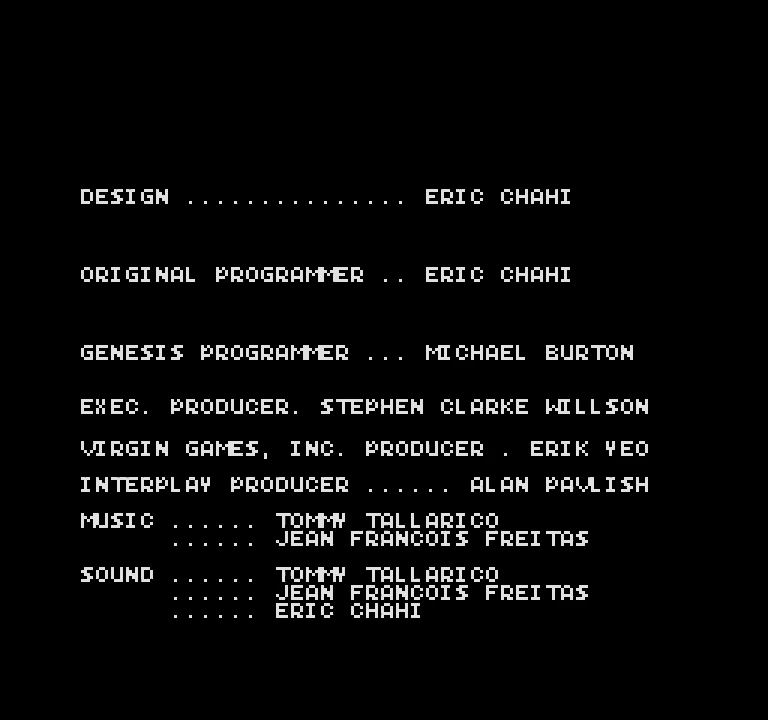 DESIGN ............... ERIC CHAHI
ORIGINAL PROGRAMMER .. ERIC CHAHI
GENESIS PROGRAMMER ... MICHAEL BURTON
EXEC. PRODUCER. STEPHEN CLARKE WILLSON
VIRGIN GAMES, INC. PRODUCER . ERIK YEO
INTERPLAY PRODUCER ...... ALAN PAVLISH
MUSIC ...... TOMMY TALLARICO
...... JEAN FRANCOIS FREITAS
SOUND ...... TOMMY TALLARICO
...... JEAN FRANCOIS FREITAS
...... ERIC CHAHI